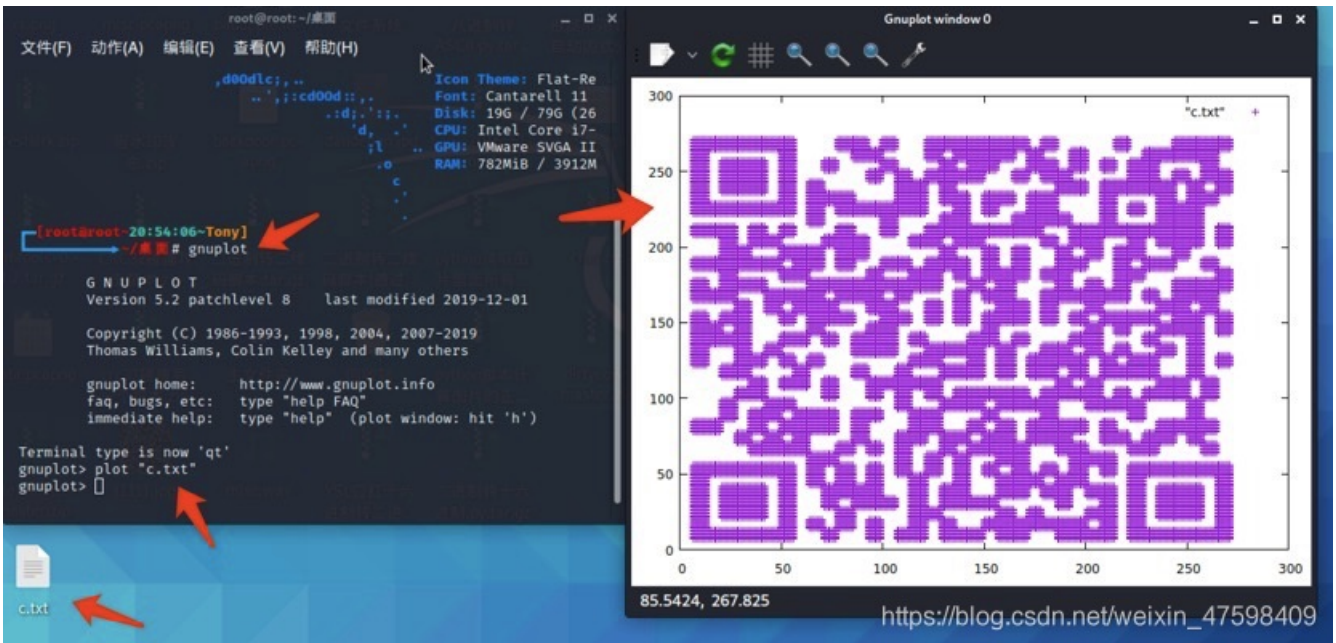 root@root: ~/桌面
文件(F) 动作(A) 编辑(E) 查看(V) 帮助(H)
,d00dlc;,.. Icon Theme: Flat-Re
..',;:cd00d::,. Font: Cantarell 11
.:d;.':;. Disk: 19G / 79G (26
'd, .' CPU: Intel Core i7-
;l .. GPU: VMware SVGA II
.o RAM: 782MiB / 3912M
c
.'
.
[root@root~20:54:06~Tony]
~/桌面# gnuplot
G N U P L O T
Version 5.2 patchlevel 8 last modified 2019-12-01
Copyright (C) 1986-1993, 1998, 2004, 2007-2019
Thomas Williams, Colin Kelley and many others
gnuplot home: http://www.gnuplot.info
faq, bugs, etc: type "help FAQ"
immediate help: type "help" (plot window: hit 'h')
Terminal type is now 'qt'
gnuplot> plot "c.txt"
gnuplot>
c.txt
Gnuplot window 0
"c.txt"
300
250
200
150
100
50
0
0 50 100 150 200 250 300
85.5424, 267.825
https://blog.csdn.net/weixin_47598409